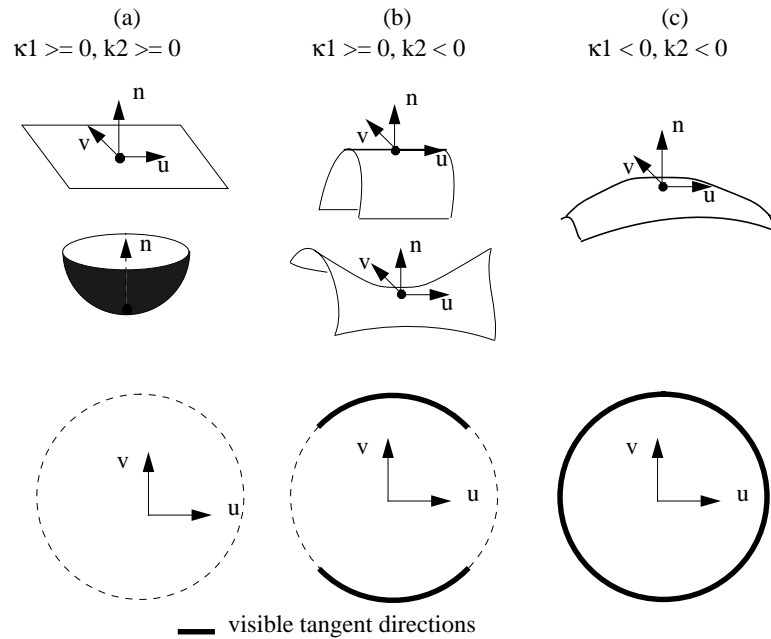 (a) (b) (c)
κ1 >= 0, k2 >= 0 κ1 >= 0, k2 < 0 κ1 < 0, k2 < 0
n
v
u
n
n
v
u
n
v
u
n
v
u
v
u
v
u
v
u
visible tangent directions